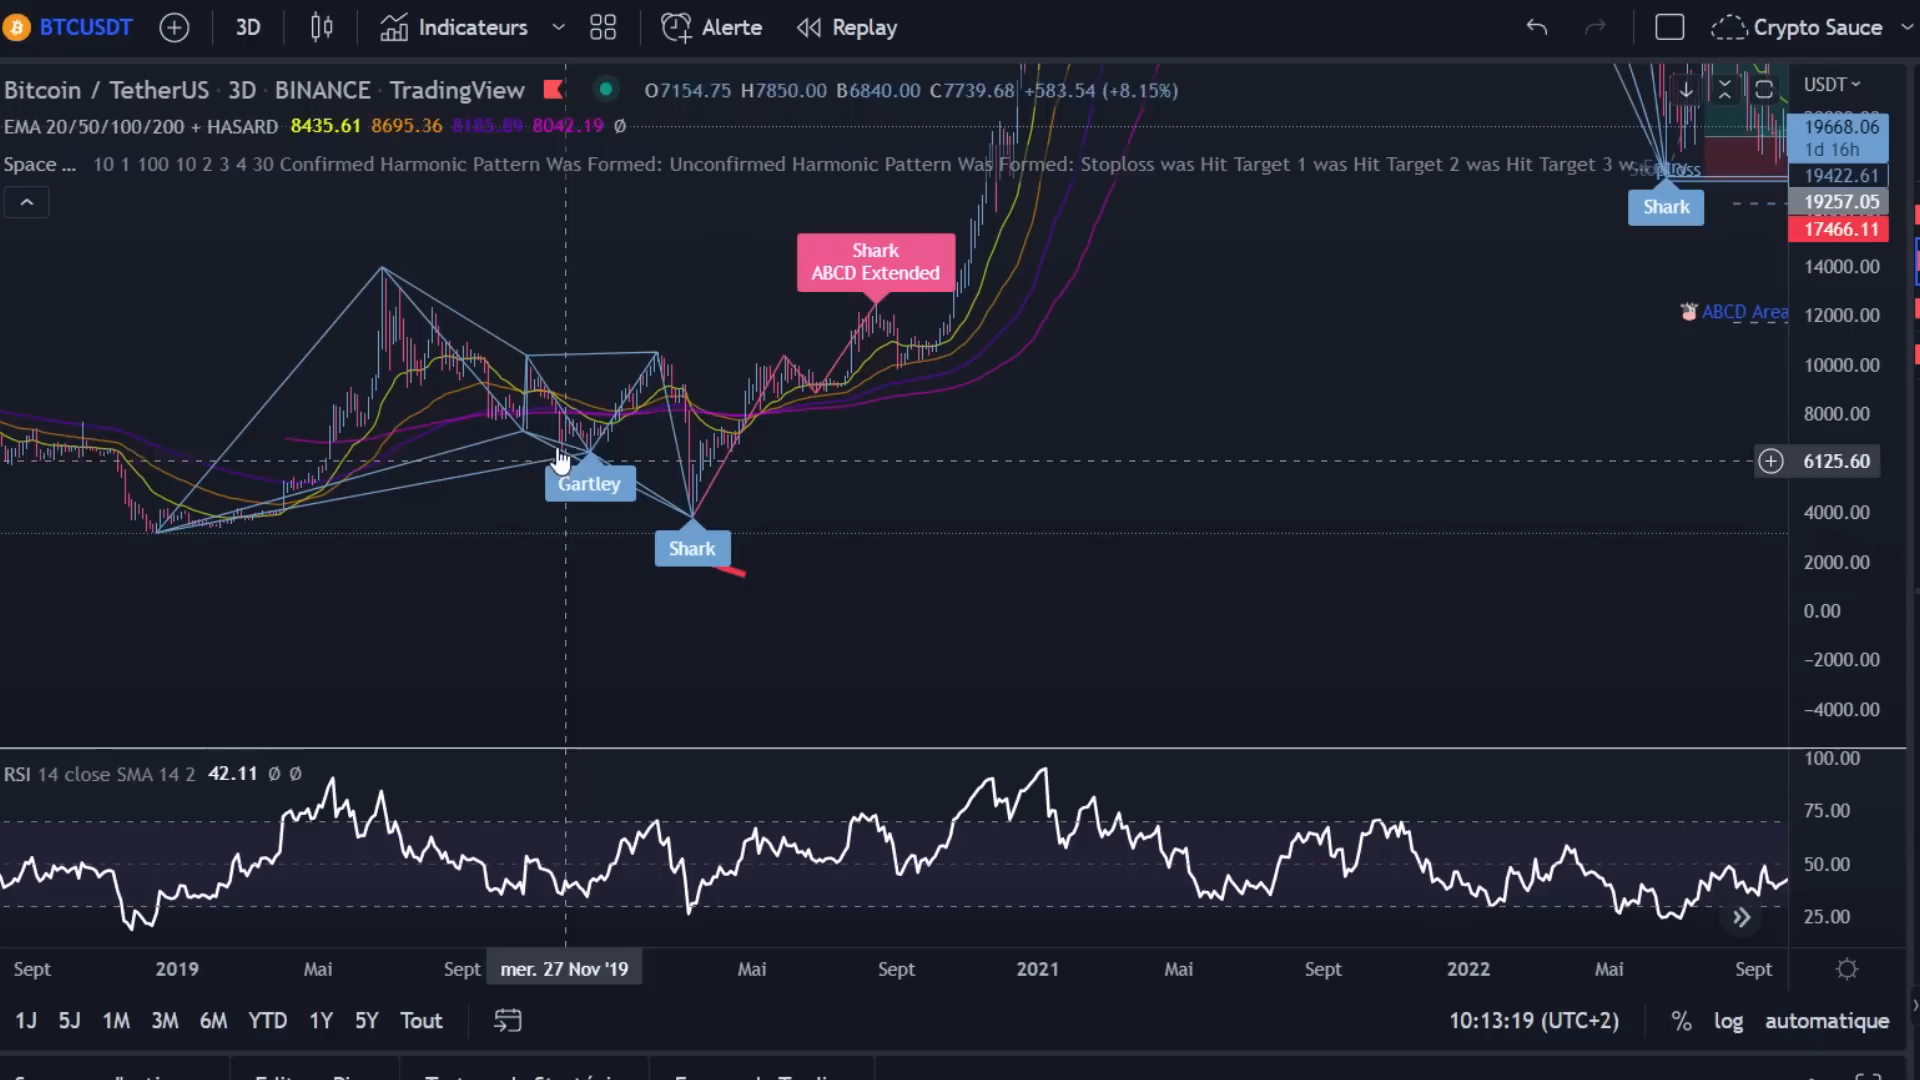 BTCUSDT 3D Indicateurs Alerte Replay Crypto Sauce
Bitcoin / TetherUS · 3D · BINANCE · TradingView O7154.75 H7850.00 B6840.00 C7739.68 +583.54 (+8.15%)
EMA 20/50/100/200 + HASARD 8435.61 8695.36 8185.89 8042.19 Ø
Space ... 10 1 100 10 2 3 4 30 Confirmed Harmonic Pattern Was Formed: Unconfirmed Harmonic Pattern Was Formed: Stoploss was Hit Target 1 was Hit Target 2 was Hit Target 3 w
USDT
19668.06
1d 16h
19422.61
19257.05
17466.11
14000.00
12000.00
10000.00
8000.00
6125.60
4000.00
2000.00
0.00
−2000.00
−4000.00
Shark
Shark
ABCD Extended
ABCD Area
Gartley
Shark
RSI 14 close SMA 14 2 42.11 Ø Ø
100.00
75.00
50.00
25.00
Sept 2019 Mai Sept mer. 27 Nov '19 Mai Sept 2021 Mai Sept 2022 Mai Sept
1J 5J 1M 3M 6M YTD 1Y 5Y Tout 10:13:19 (UTC+2) % log automatique